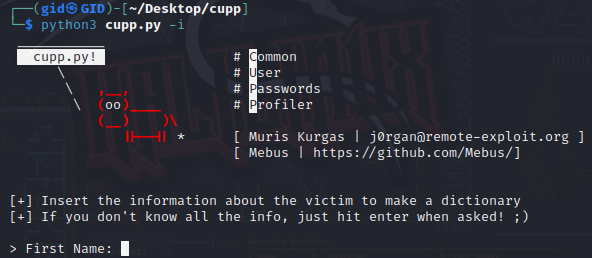 ┌──(gid㉿GID)-[~/Desktop/cupp]
└─$ python3 cupp.py -i
cupp.py! # Common
\ # User
\ ,__, # Passwords
\ (oo)____ # Profiler
(__) )\
||--|| * [ Muris Kurgas | j0rgan@remote-exploit.org ]
[ Mebus | https://github.com/Mebus/]
[+] Insert the information about the victim to make a dictionary
[+] If you don't know all the info, just hit enter when asked! ;)
> First Name: